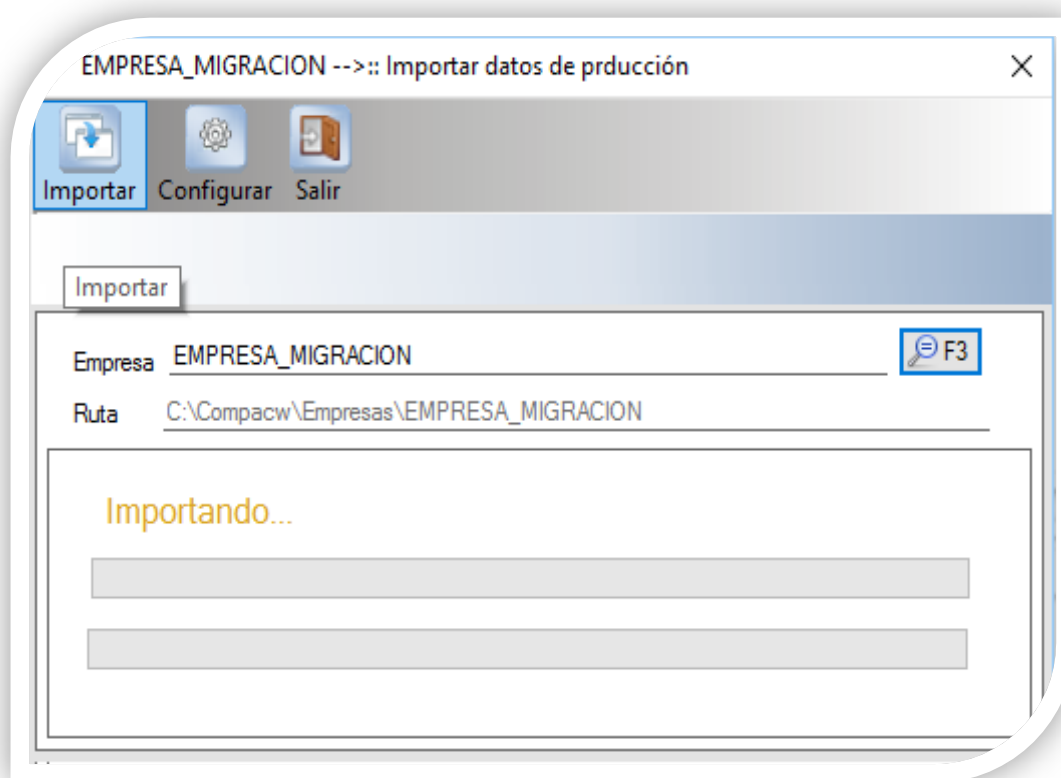 EMPRESA_MIGRACION -->:: Importar datos de prducción
Importar Configurar Salir
Importar
Empresa EMPRESA_MIGRACION F3
Ruta C:\Compacw\Empresas\EMPRESA_MIGRACION
Importando...